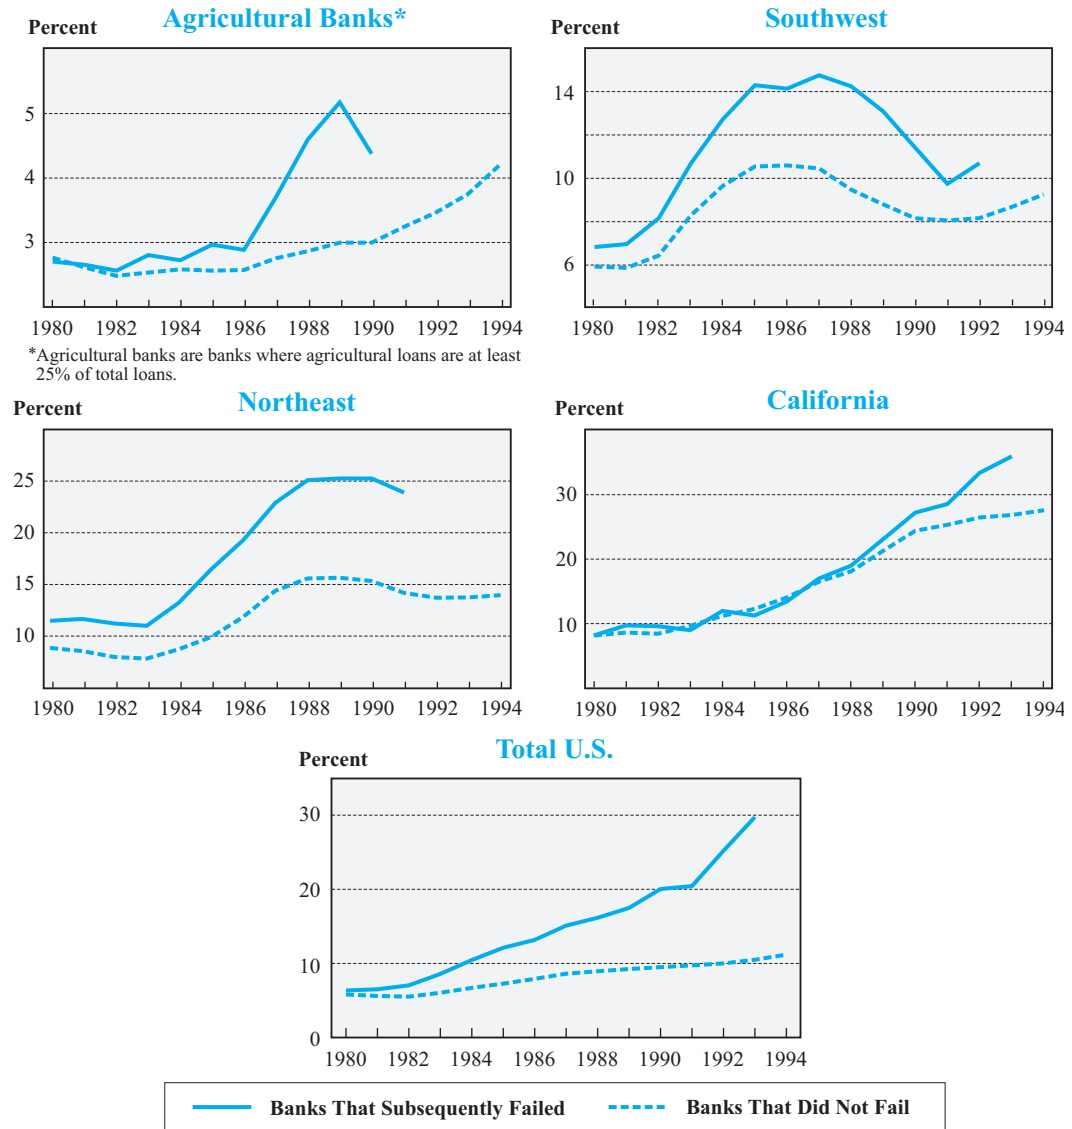 Agricultural Banks*
Percent
5
4
3
1980 1982 1984 1986 1988 1990 1992 1994
*Agricultural banks are banks where agricultural loans are at least
25% of total loans.
Southwest
Percent
14
10
6
1980 1982 1984 1986 1988 1990 1992 1994
Northeast
Percent
25
20
15
10
1980 1982 1984 1986 1988 1990 1992 1994
California
Percent
30
20
10
1980 1982 1984 1986 1988 1990 1992 1994
Total U.S.
Percent
30
20
10
0
1980 1982 1984 1986 1988 1990 1992 1994
Banks That Subsequently Failed Banks That Did Not Fail